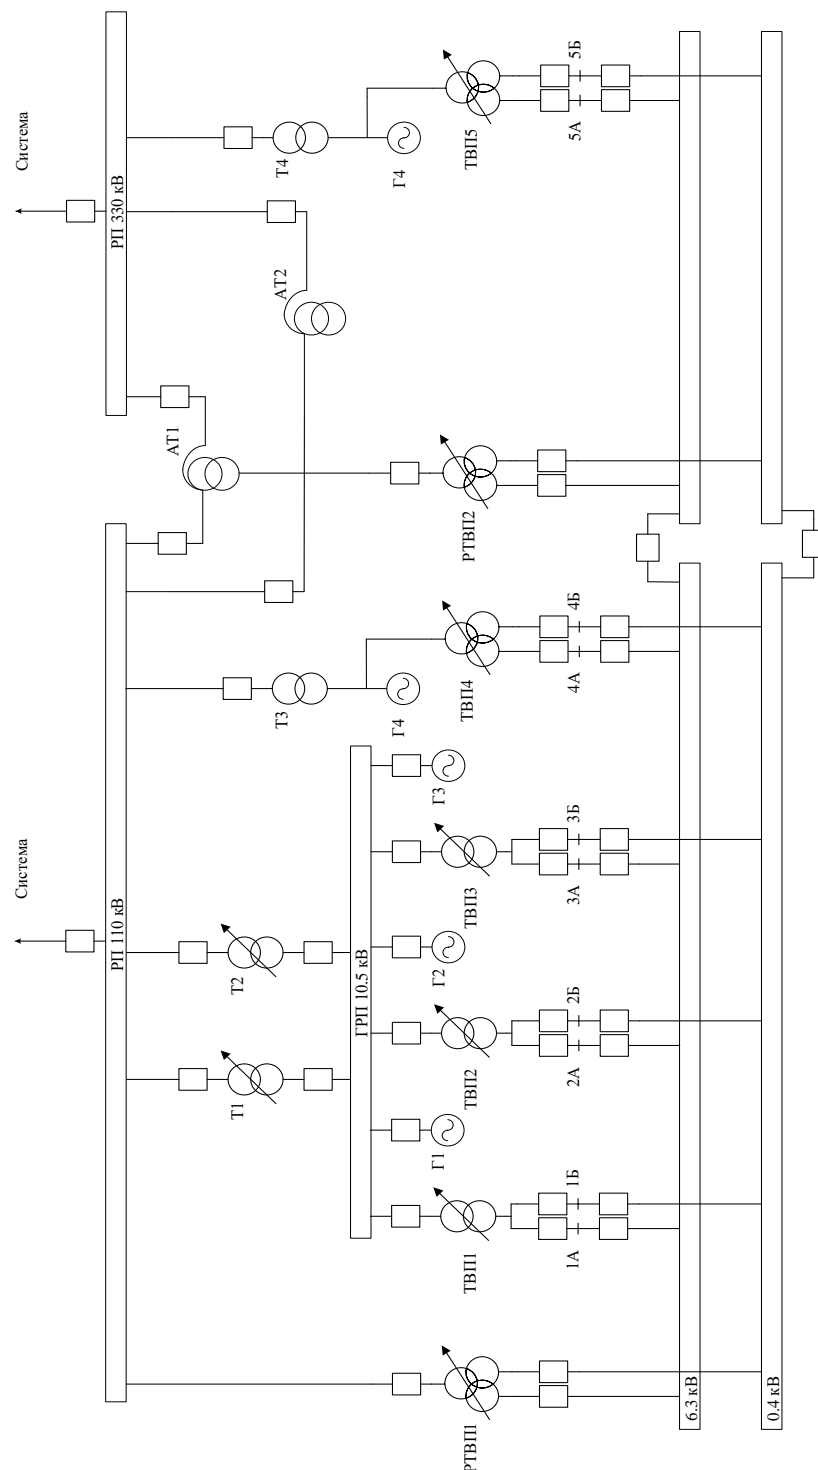 Система
РП 330 кВ
Т4
Г4
ТВП5
5А
5Б
АТ2
АТ1
РТВП2
Т3
Г4
ТВП4
4А
4Б
Система
РП 110 кВ
Т2
Т1
ГРП 10.5 кВ
Г3
ТВП3
3А
3Б
Г2
ТВП2
2А
2Б
Г1
ТВП1
1А
1Б
РТВП1
6.3 кВ
0.4 кВ